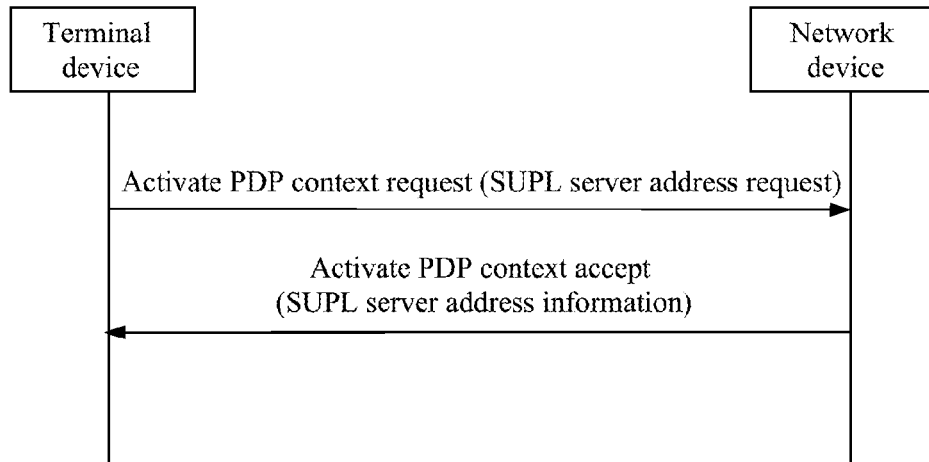 Terminal
device
Network
device
Activate PDP context request (SUPL server address request)
Activate PDP context accept
(SUPL server address information)